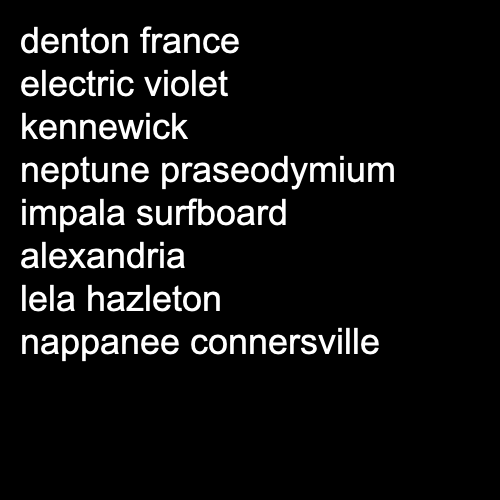 denton france
electric violet
kennewick
neptune praseodymium
impala surfboard
alexandria
lela hazleton
nappanee connersville